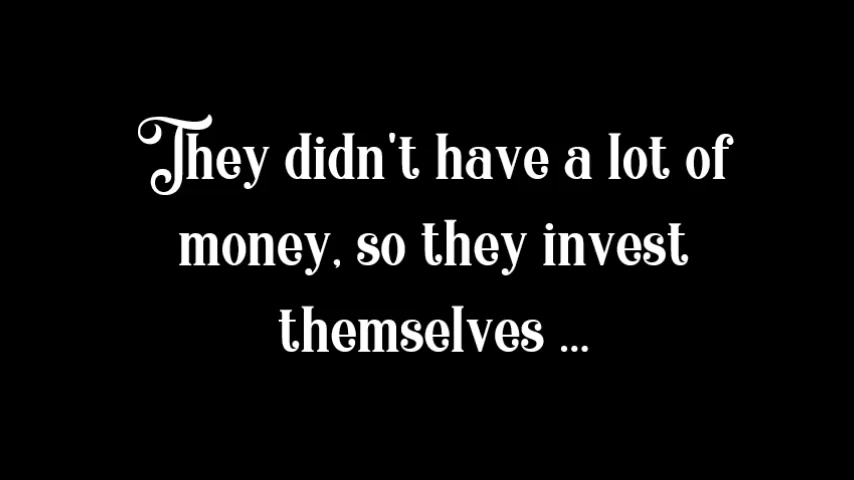 They didn't have a lot of
money, so they invest
themselves ...